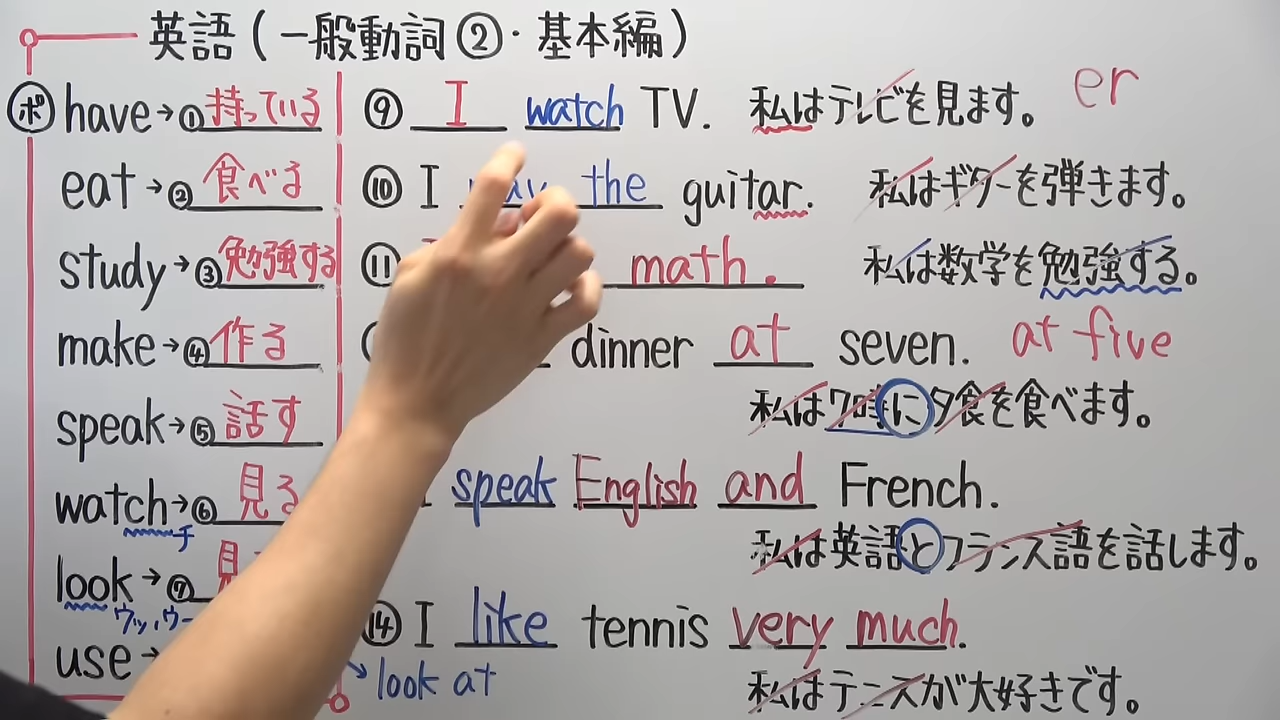 英語(一般動詞②・基本編)
ポ have→①持っている
eat→②食べる
study→③勉強する
make→④作る
speak→⑤話す
watch→⑥見る
チ
look→⑦見
ウッ,ウー
use→
⑨ I watch TV. 私はテレビを見ます。 er
⑩ I the guitar. 私はギターを弾きます。
⑪ math. 私は数学を勉強する。
dinner at seven. at five
私は7時に夕食を食べます。
speak English and French.
私は英語とフランス語を話します。
⑭ I like tennis very much.
look at
私はテニスが大好きです。